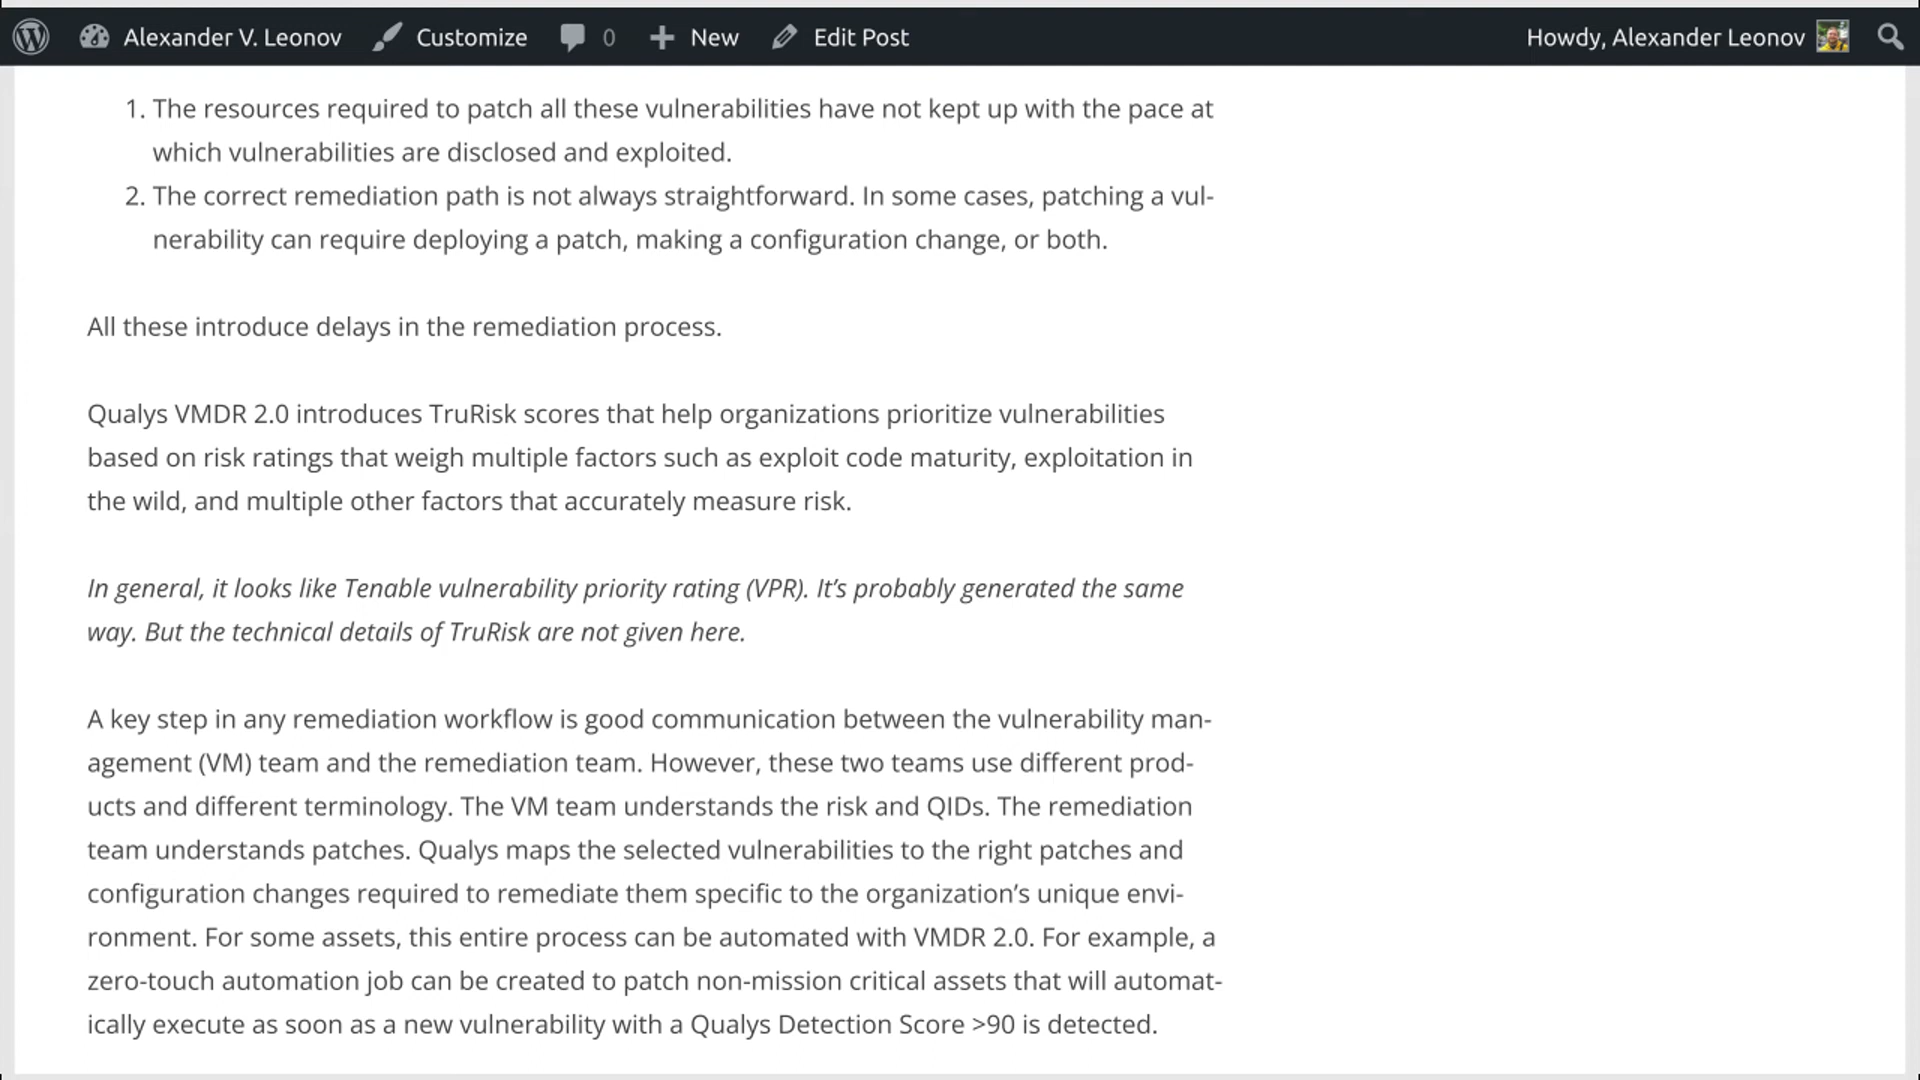 Alexander V. Leonov Customize 0 New Edit Post Howdy, Alexander Leonov
1. The resources required to patch all these vulnerabilities have not kept up with the pace at
which vulnerabilities are disclosed and exploited.
2. The correct remediation path is not always straightforward. In some cases, patching a vul-
nerability can require deploying a patch, making a configuration change, or both.
All these introduce delays in the remediation process.
Qualys VMDR 2.0 introduces TruRisk scores that help organizations prioritize vulnerabilities
based on risk ratings that weigh multiple factors such as exploit code maturity, exploitation in
the wild, and multiple other factors that accurately measure risk.
In general, it looks like Tenable vulnerability priority rating (VPR). It’s probably generated the same
way. But the technical details of TruRisk are not given here.
A key step in any remediation workflow is good communication between the vulnerability man-
agement (VM) team and the remediation team. However, these two teams use different prod-
ucts and different terminology. The VM team understands the risk and QIDs. The remediation
team understands patches. Qualys maps the selected vulnerabilities to the right patches and
configuration changes required to remediate them specific to the organization’s unique envi-
ronment. For some assets, this entire process can be automated with VMDR 2.0. For example, a
zero-touch automation job can be created to patch non-mission critical assets that will automat-
ically execute as soon as a new vulnerability with a Qualys Detection Score >90 is detected.